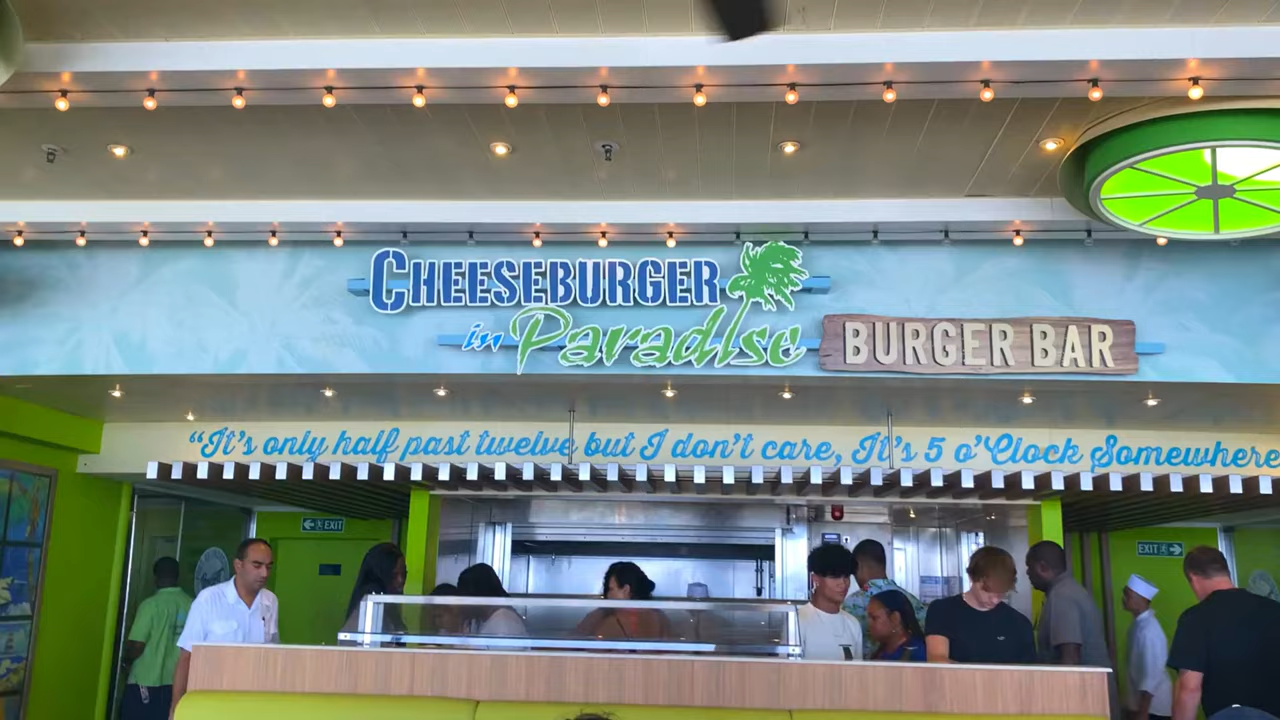 CHEESEBURGER
in Paradise
BURGER BAR
“It’s only half past twelve but I don’t care, It’s 5 o’Clock Somewhere
EXIT
EXIT